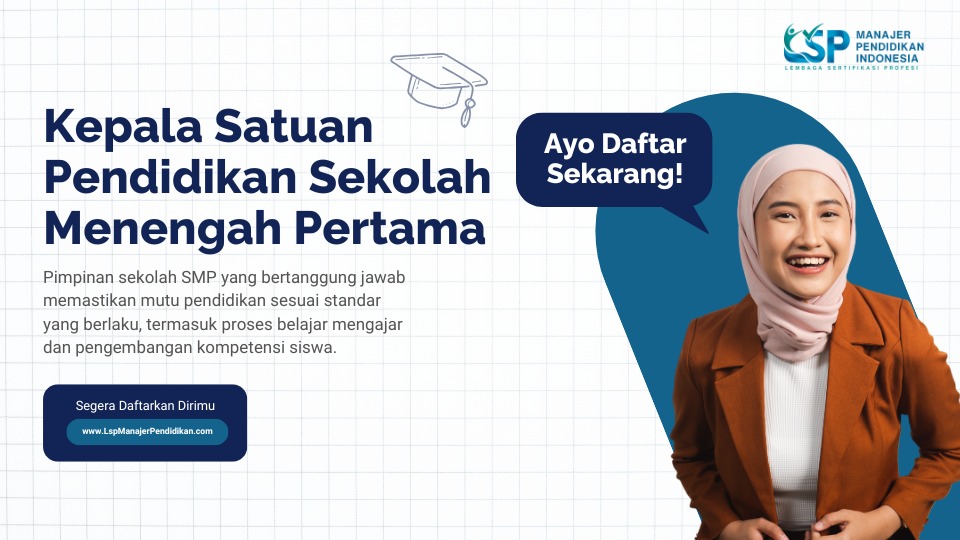 LSP
MANAJER
PENDIDIKAN
INDONESIA
LEMBAGA SERTIFIKASI PROFESI
Kepala Satuan
Pendidikan Sekolah
Menengah Pertama
Ayo Daftar
Sekarang!
Pimpinan sekolah SMP yang bertanggung jawab
memastikan mutu pendidikan sesuai standar
yang berlaku, termasuk proses belajar mengajar
dan pengembangan kompetensi siswa.
Segera Daftarkan Dirimu
www.LspManajerPendidikan.com